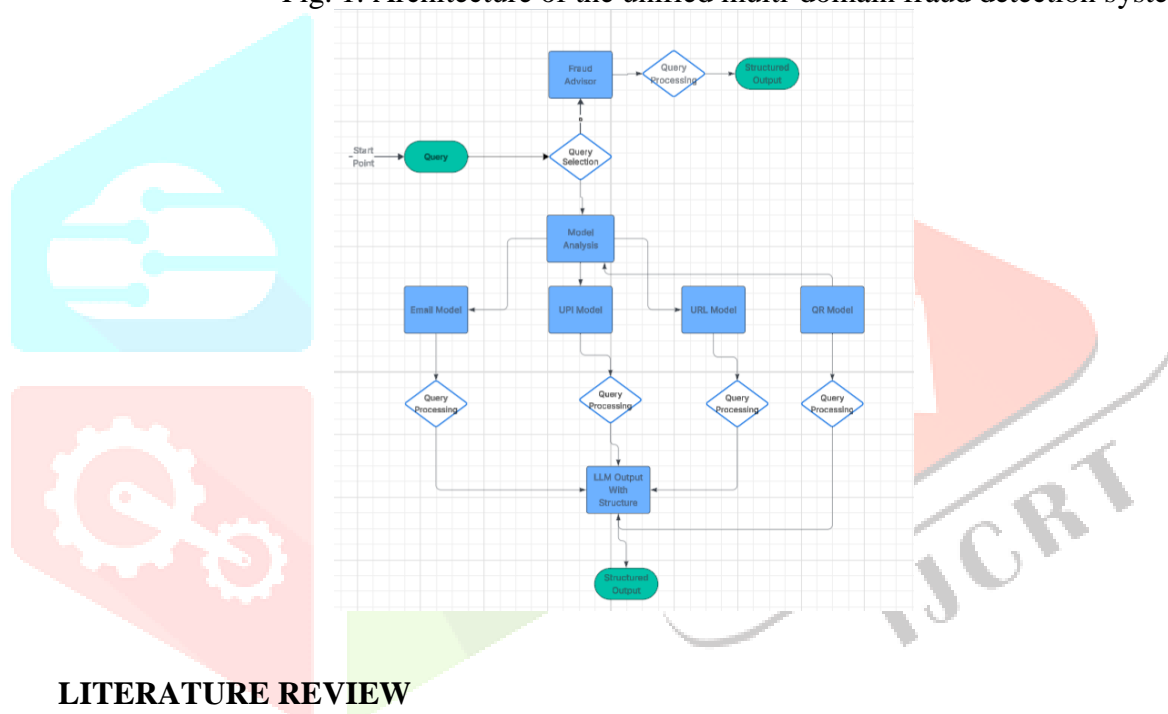 Fig. 1. Architecture of the unified multi-domain fraud detection syste
Fraud
Advisor
Query
Processing
Structured
Output
Start
Point
Query
Query
Selection
Model
Analysis
Email Model
UPI Model
URL Model
QR Model
Query
Processing
Query
Processing
Query
Processing
Query
Processing
LLM Output
With
Structure
Structured
Output
IJCRT
LITERATURE REVIEW